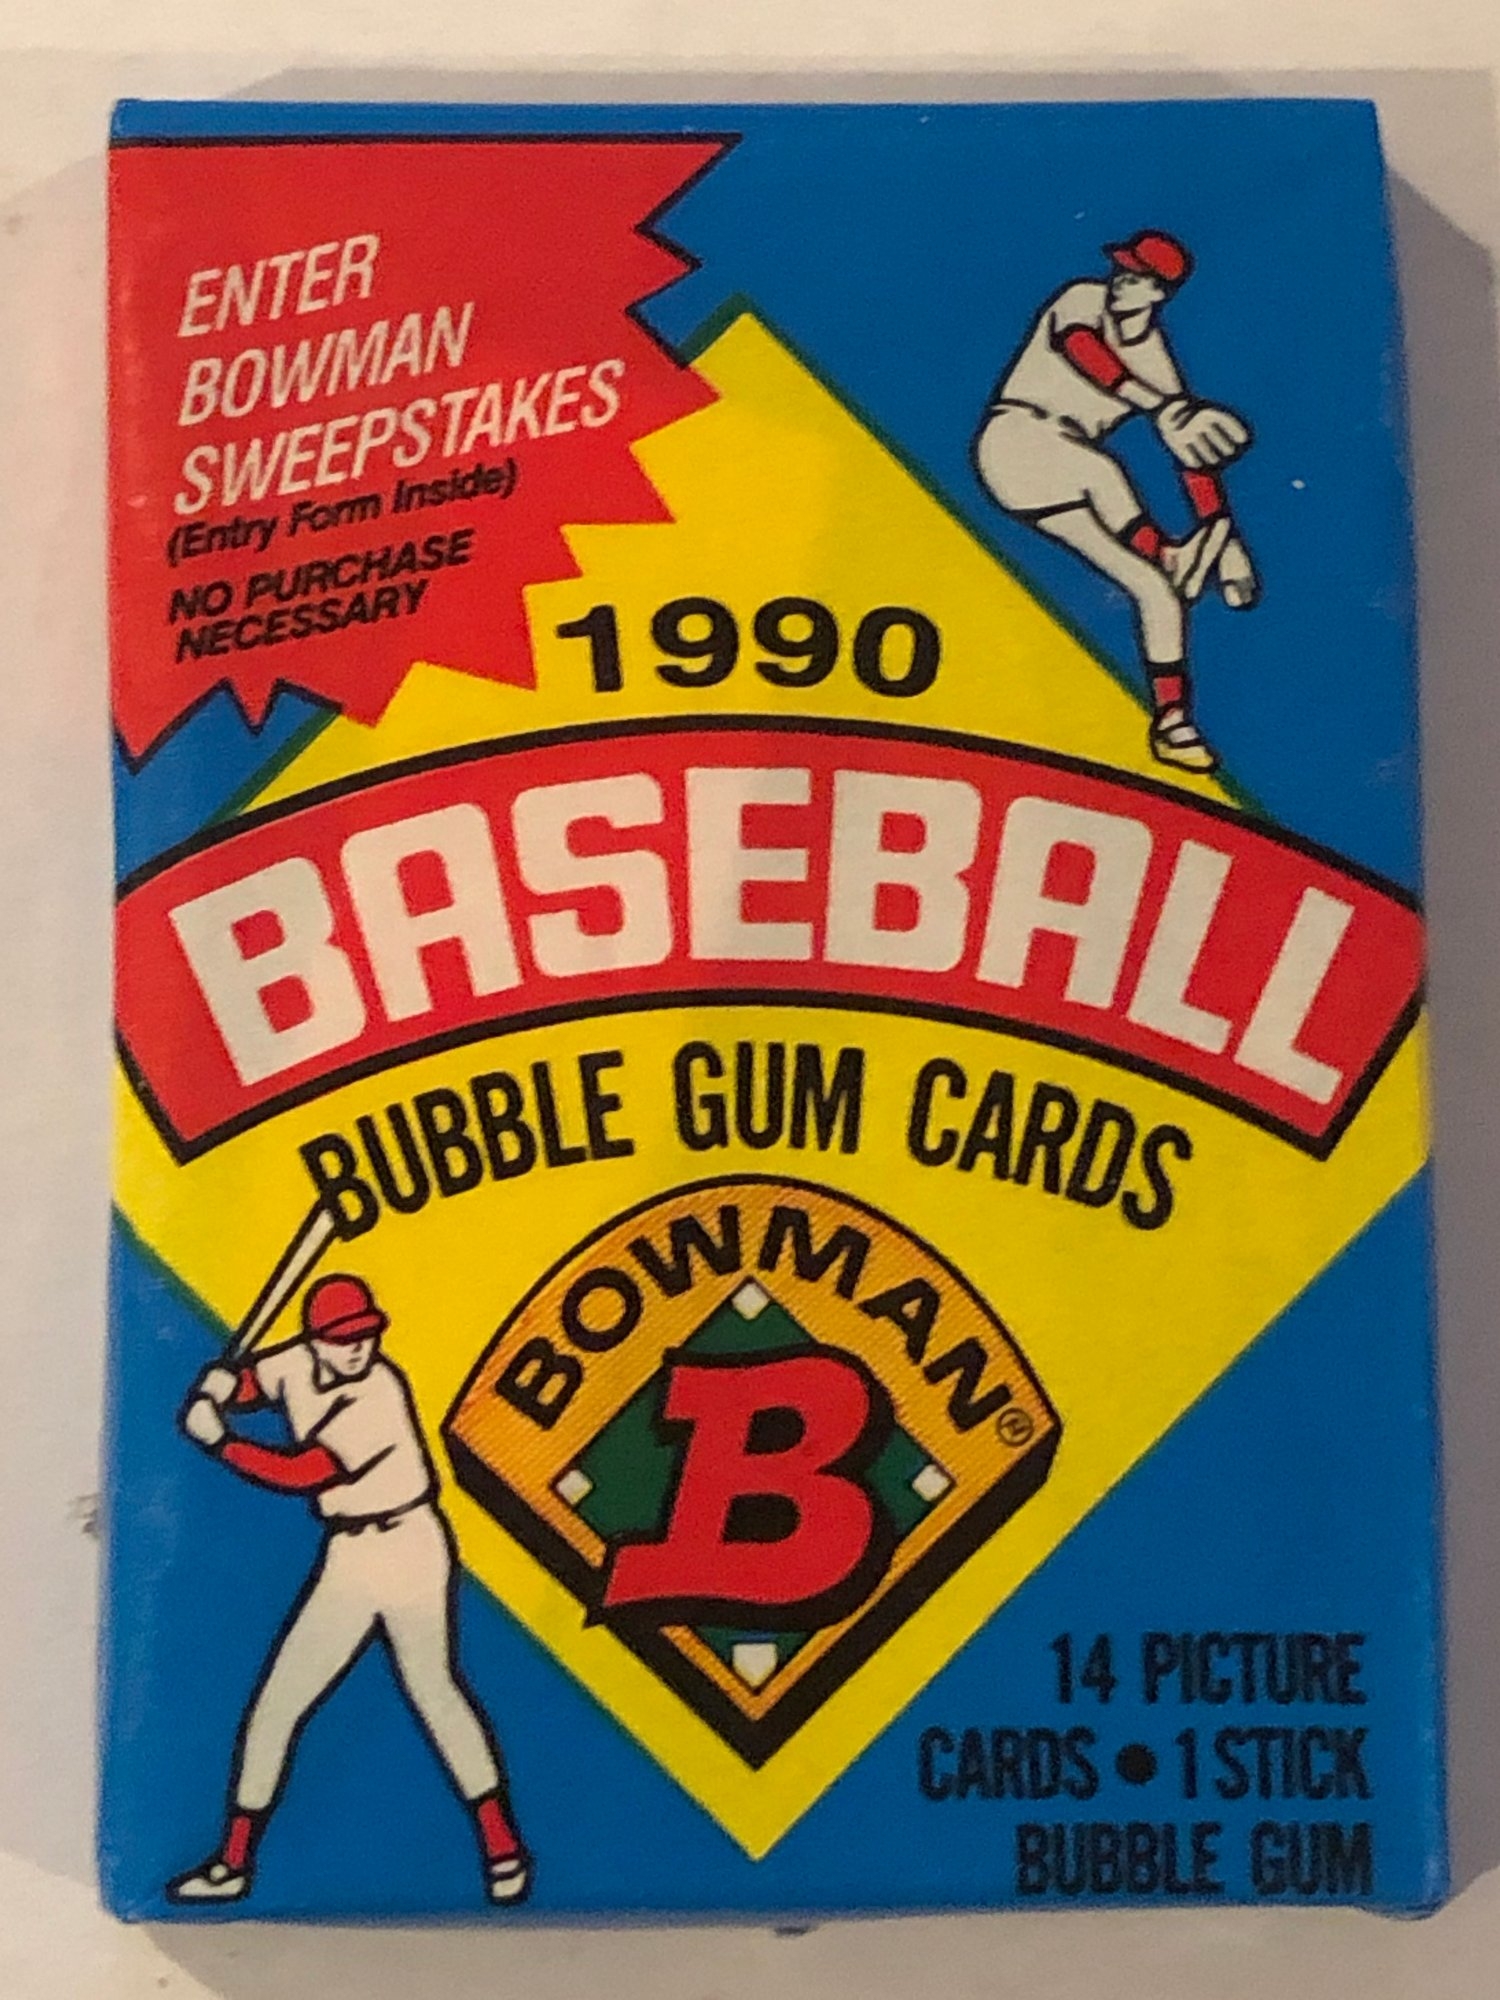 ENTER
BOWMAN
SWEEPSTAKES
(Entry Form Inside)
NO PURCHASE
NECESSARY
1990
BASEBALL
BUBBLE GUM CARDS
BOWMAN®
B
14 PICTURE
CARDS • 1 STICK
BUBBLE GUM